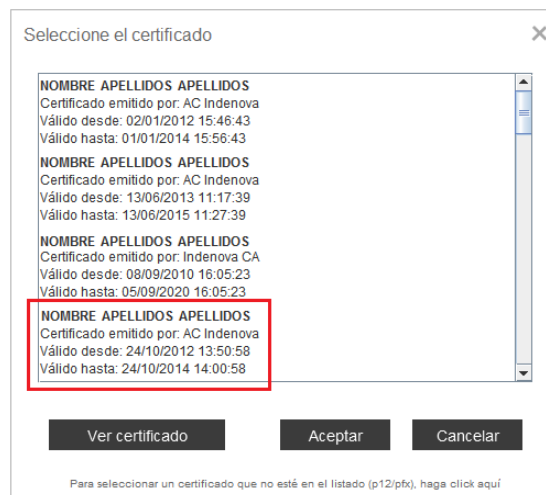 Seleccione el certificado
NOMBRE APELLIDOS APELLIDOS
Certificado emitido por: AC Indenova
Válido desde: 02/01/2012 15:46:43
Válido hasta: 01/01/2014 15:56:43
NOMBRE APELLIDOS APELLIDOS
Certificado emitido por: AC Indenova
Válido desde: 13/06/2013 11:17:39
Válido hasta: 13/06/2015 11:27:39
NOMBRE APELLIDOS APELLIDOS
Certificado emitido por: Indenova CA
Válido desde: 08/09/2010 16:05:23
Válido hasta: 05/09/2020 16:05:23
NOMBRE APELLIDOS APELLIDOS
Certificado emitido por: AC Indenova
Válido desde: 24/10/2012 13:50:58
Válido hasta: 24/10/2014 14:00:58
Ver certificado Aceptar Cancelar
Para seleccionar un certificado que no esté en el listado (p12/pfx), haga click aquí